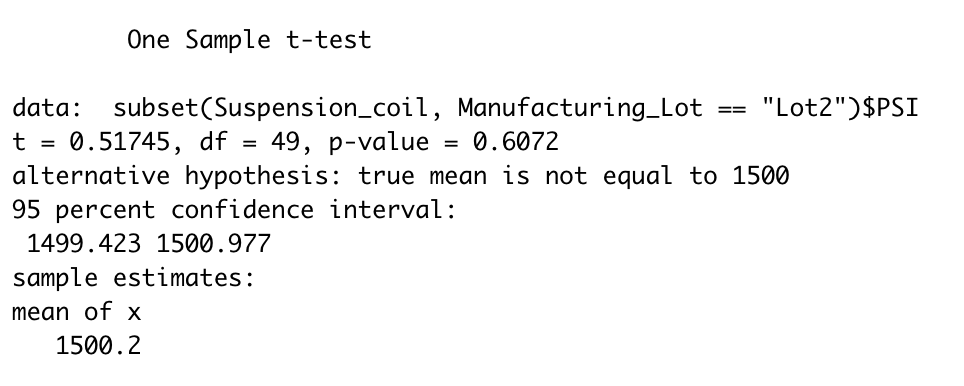 One Sample t-test
data:  subset(Suspension_coil, Manufacturing_Lot == "Lot2")$PSI
t = 0.51745, df = 49, p-value = 0.6072
alternative hypothesis: true mean is not equal to 1500
95 percent confidence interval:
 1499.423 1500.977
sample estimates:
mean of x
   1500.2